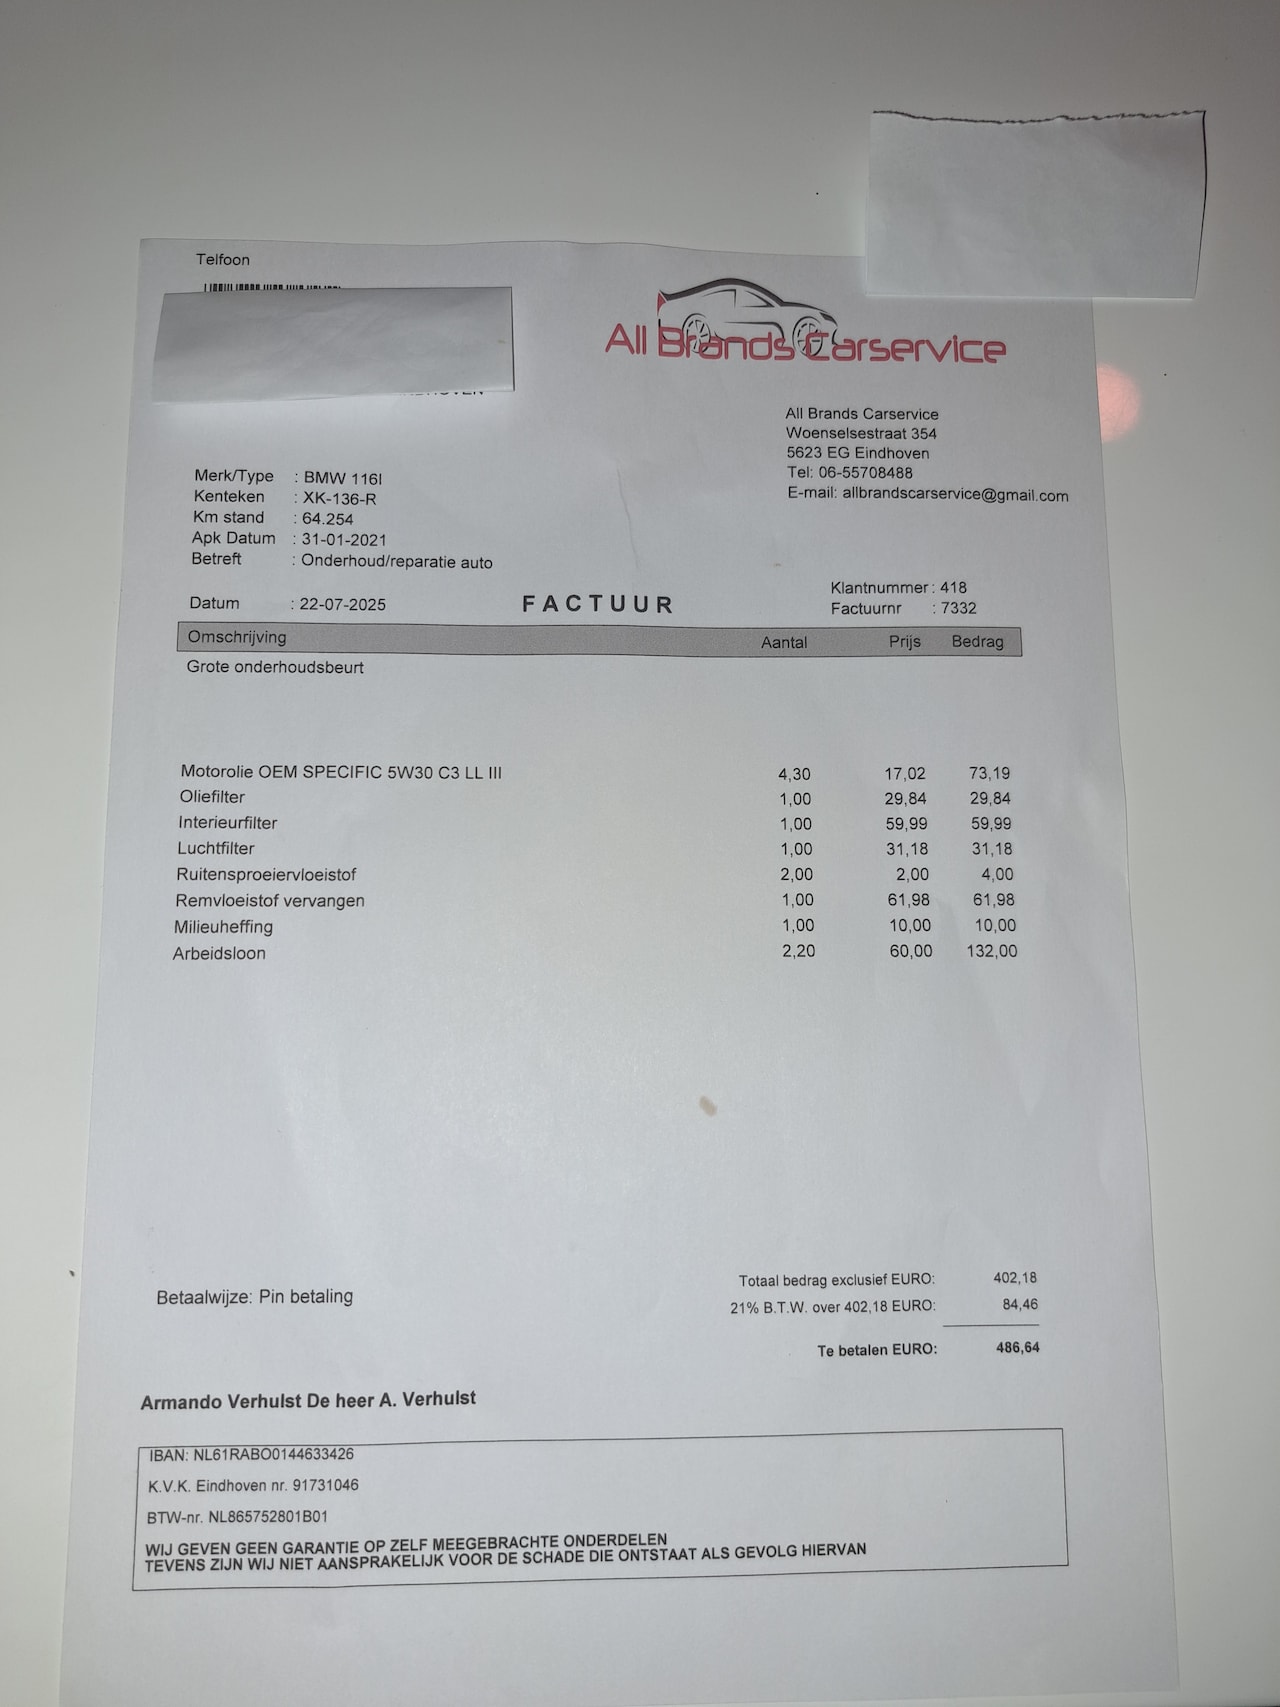 Telfoon
All Brands Carservice
All Brands Carservice
Woenselsestraat 354
5623 EG Eindhoven
Tel: 06-55708488
E-mail: allbrandscarservice@gmail.com
Merk/Type : BMW 116I
Kenteken : XK-136-R
Km stand : 64.254
Apk Datum : 31-01-2021
Betreft : Onderhoud/reparatie auto
Klantnummer : 418
Datum : 22-07-2025 FACTUUR Factuurnr : 7332
Omschrijving Aantal Prijs Bedrag
Grote onderhoudsbeurt
Motorolie OEM SPECIFIC 5W30 C3 LL III 4,30 17,02 73,19
Oliefilter 1,00 29,84 29,84
Interieurfilter 1,00 59,99 59,99
Luchtfilter 1,00 31,18 31,18
Ruitensproeiervloeistof 2,00 2,00 4,00
Remvloeistof vervangen 1,00 61,98 61,98
Milieuheffing 1,00 10,00 10,00
Arbeidsloon 2,20 60,00 132,00
Totaal bedrag exclusief EURO: 402,18
Betaalwijze: Pin betaling 21% B.T.W. over 402,18 EURO: 84,46
Te betalen EURO: 486,64
Armando Verhulst De heer A. Verhulst
IBAN: NL61RABO0144633426
K.V.K. Eindhoven nr. 91731046
BTW-nr. NL865752801B01
WIJ GEVEN GEEN GARANTIE OP ZELF MEEGEBRACHTE ONDERDELEN
TEVENS ZIJN WIJ NIET AANSPRAKELIJK VOOR DE SCHADE DIE ONTSTAAT ALS GEVOLG HIERVAN